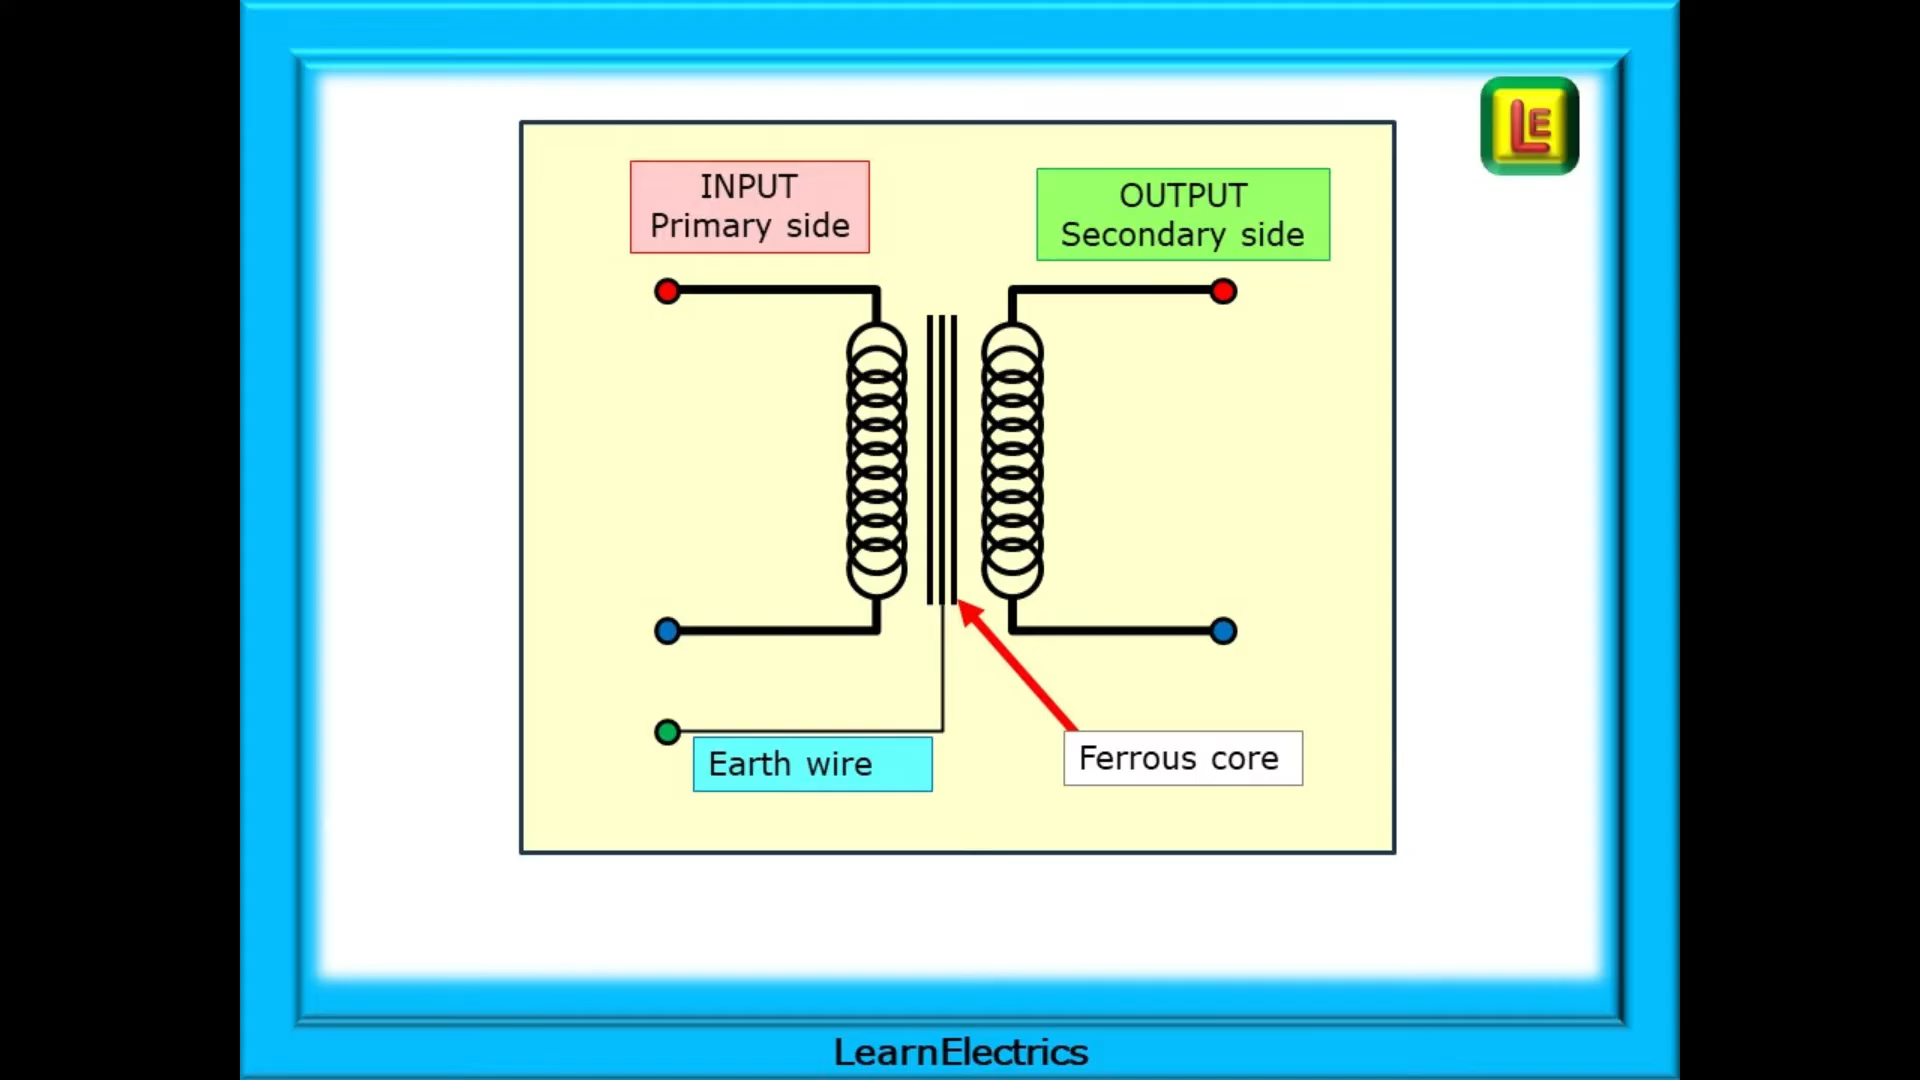 LE
INPUT
Primary side
OUTPUT
Secondary side
Earth wire
Ferrous core
LearnElectrics